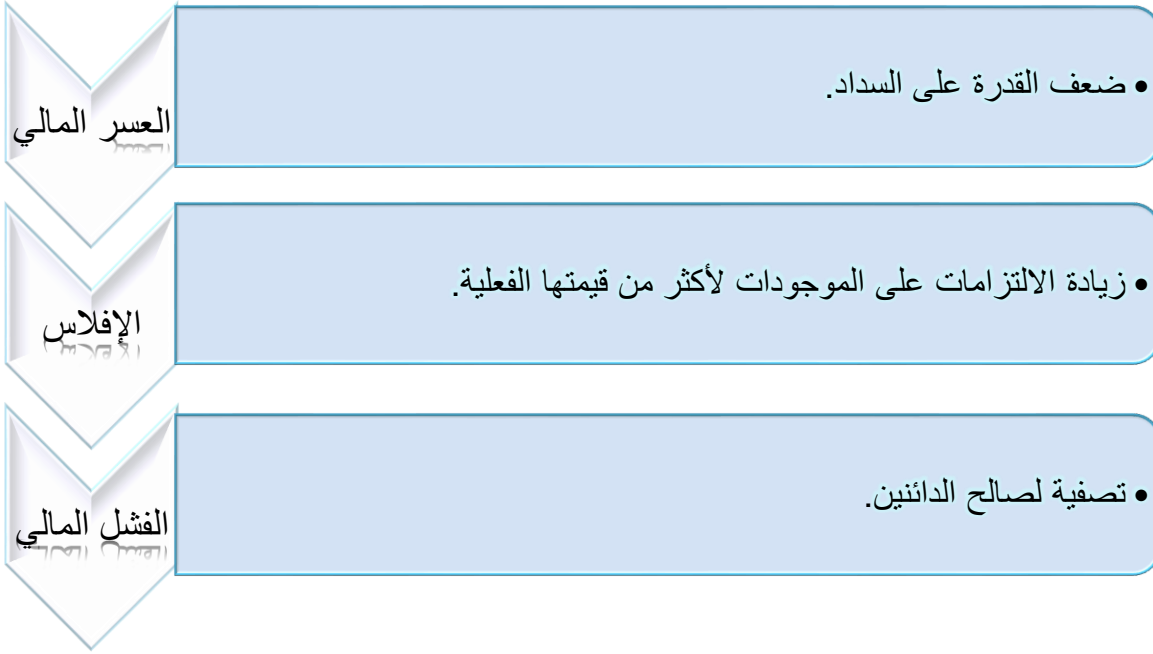 العسر المالي
• ضعف القدرة على السداد.
الإفلاس
• زيادة الالتزامات على الموجودات لأكثر من قيمتها الفعلية.
الفشل المالي
• تصفية لصالح الدائنين.